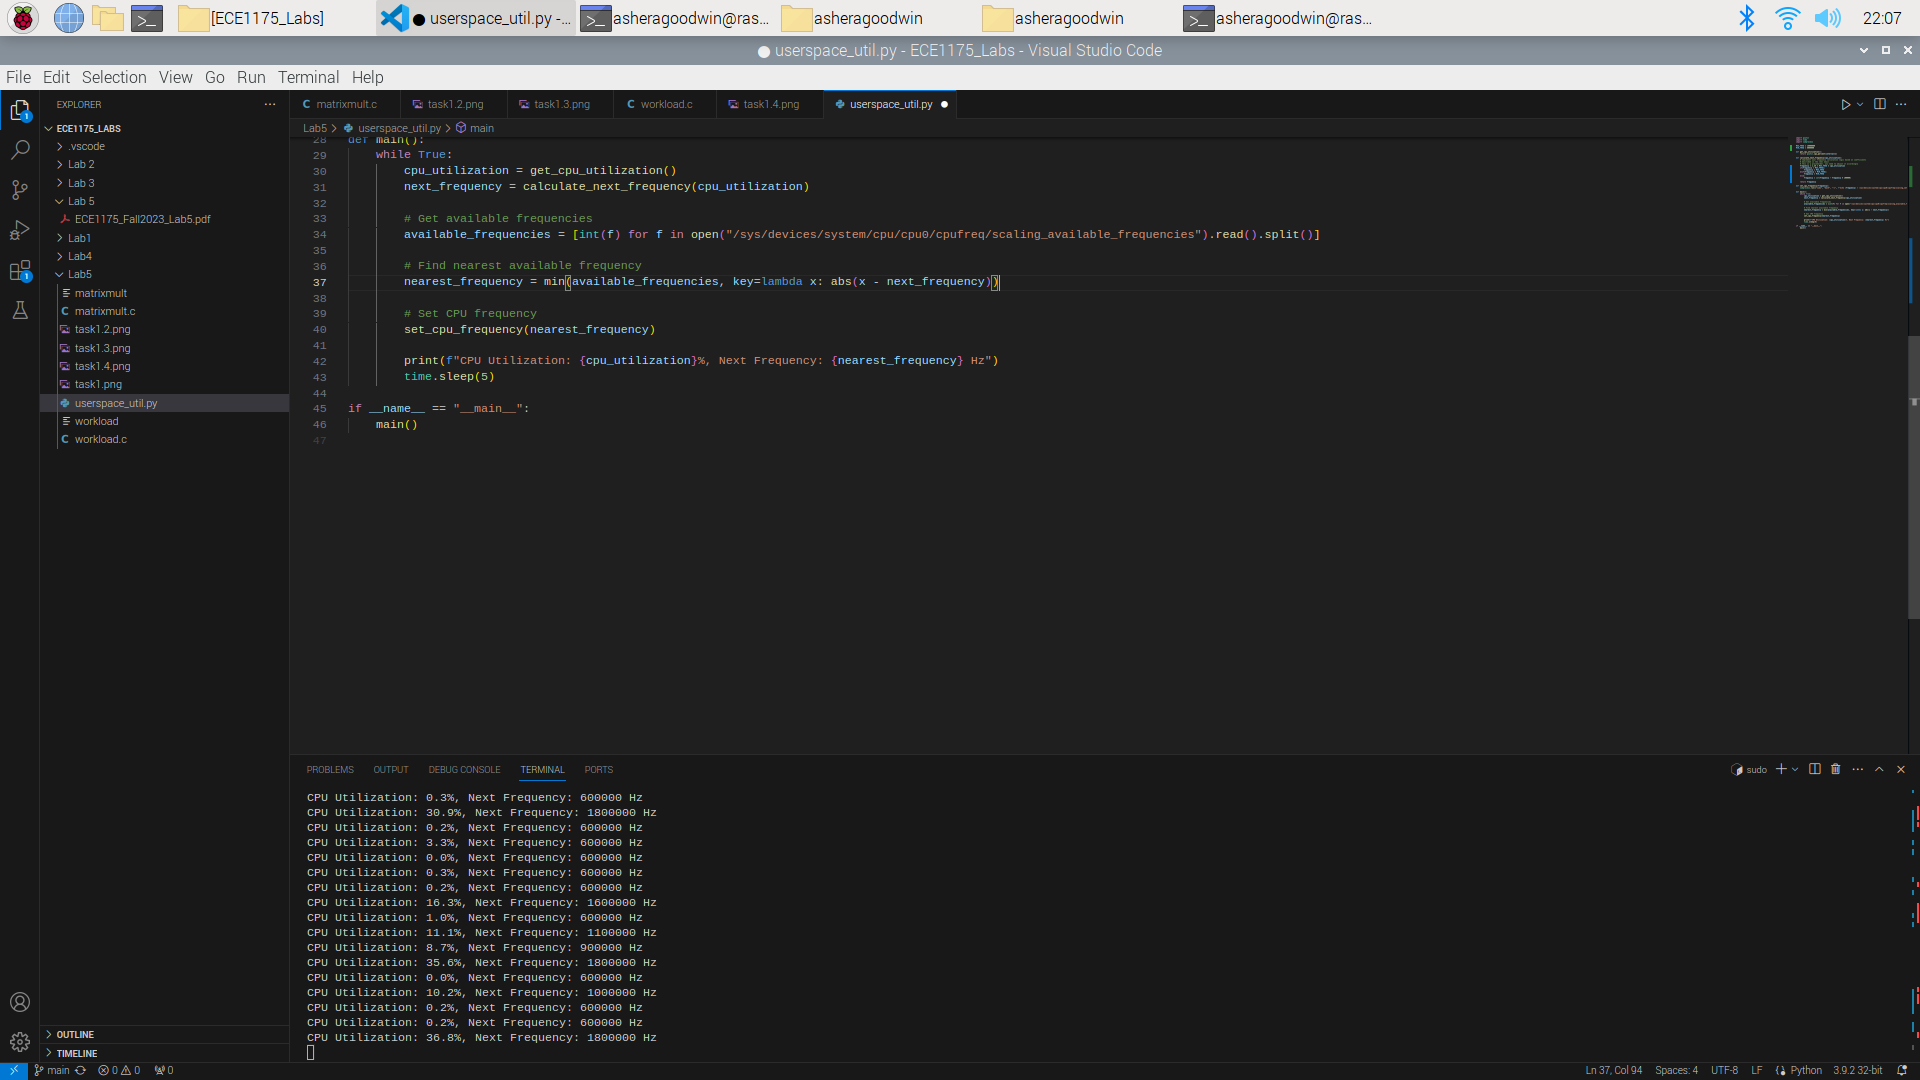 [ECE1175_Labs]
userspace_util.py -...
asheragoodwin@ras...
asheragoodwin
asheragoodwin
asheragoodwin@ras...
22:07
● userspace_util.py - ECE1175_Labs - Visual Studio Code
File Edit Selection View Go Run Terminal Help
EXPLORER
ECE1175_LABS
.vscode
Lab 2
Lab 3
Lab 5
ECE1175_Fall2023_Lab5.pdf
Lab1
Lab4
Lab5
matrixmult
matrixmult.c
task1.2.png
task1.3.png
task1.4.png
task1.png
userspace_util.py
workload
workload.c
OUTLINE
TIMELINE
matrixmult.c task1.2.png task1.3.png workload.c task1.4.png userspace_util.py
Lab5 > userspace_util.py > main
28 def main():
29 while True:
30 cpu_utilization = get_cpu_utilization()
31 next_frequency = calculate_next_frequency(cpu_utilization)
32
33 # Get available frequencies
34 available_frequencies = [int(f) for f in open("/sys/devices/system/cpu/cpu0/cpufreq/scaling_available_frequencies").read().split()]
35
36 # Find nearest available frequency
37 nearest_frequency = min(available_frequencies, key=lambda x: abs(x - next_frequency))
38
39 # Set CPU frequency
40 set_cpu_frequency(nearest_frequency)
41
42 print(f"CPU Utilization: {cpu_utilization}%, Next Frequency: {nearest_frequency} Hz")
43 time.sleep(5)
44
45 if __name__ == "__main__":
46 main()
47
PROBLEMS OUTPUT DEBUG CONSOLE TERMINAL PORTS
sudo
CPU Utilization: 0.3%, Next Frequency: 600000 Hz
CPU Utilization: 30.9%, Next Frequency: 1800000 Hz
CPU Utilization: 0.2%, Next Frequency: 600000 Hz
CPU Utilization: 3.3%, Next Frequency: 600000 Hz
CPU Utilization: 0.0%, Next Frequency: 600000 Hz
CPU Utilization: 0.3%, Next Frequency: 600000 Hz
CPU Utilization: 0.2%, Next Frequency: 600000 Hz
CPU Utilization: 16.3%, Next Frequency: 1600000 Hz
CPU Utilization: 1.0%, Next Frequency: 600000 Hz
CPU Utilization: 11.1%, Next Frequency: 1100000 Hz
CPU Utilization: 8.7%, Next Frequency: 900000 Hz
CPU Utilization: 35.6%, Next Frequency: 1800000 Hz
CPU Utilization: 0.0%, Next Frequency: 600000 Hz
CPU Utilization: 10.2%, Next Frequency: 1000000 Hz
CPU Utilization: 0.2%, Next Frequency: 600000 Hz
CPU Utilization: 0.2%, Next Frequency: 600000 Hz
CPU Utilization: 36.8%, Next Frequency: 1800000 Hz
main 0 0 0 Ln 37, Col 94 Spaces: 4 UTF-8 LF Python 3.9.2 32-bit